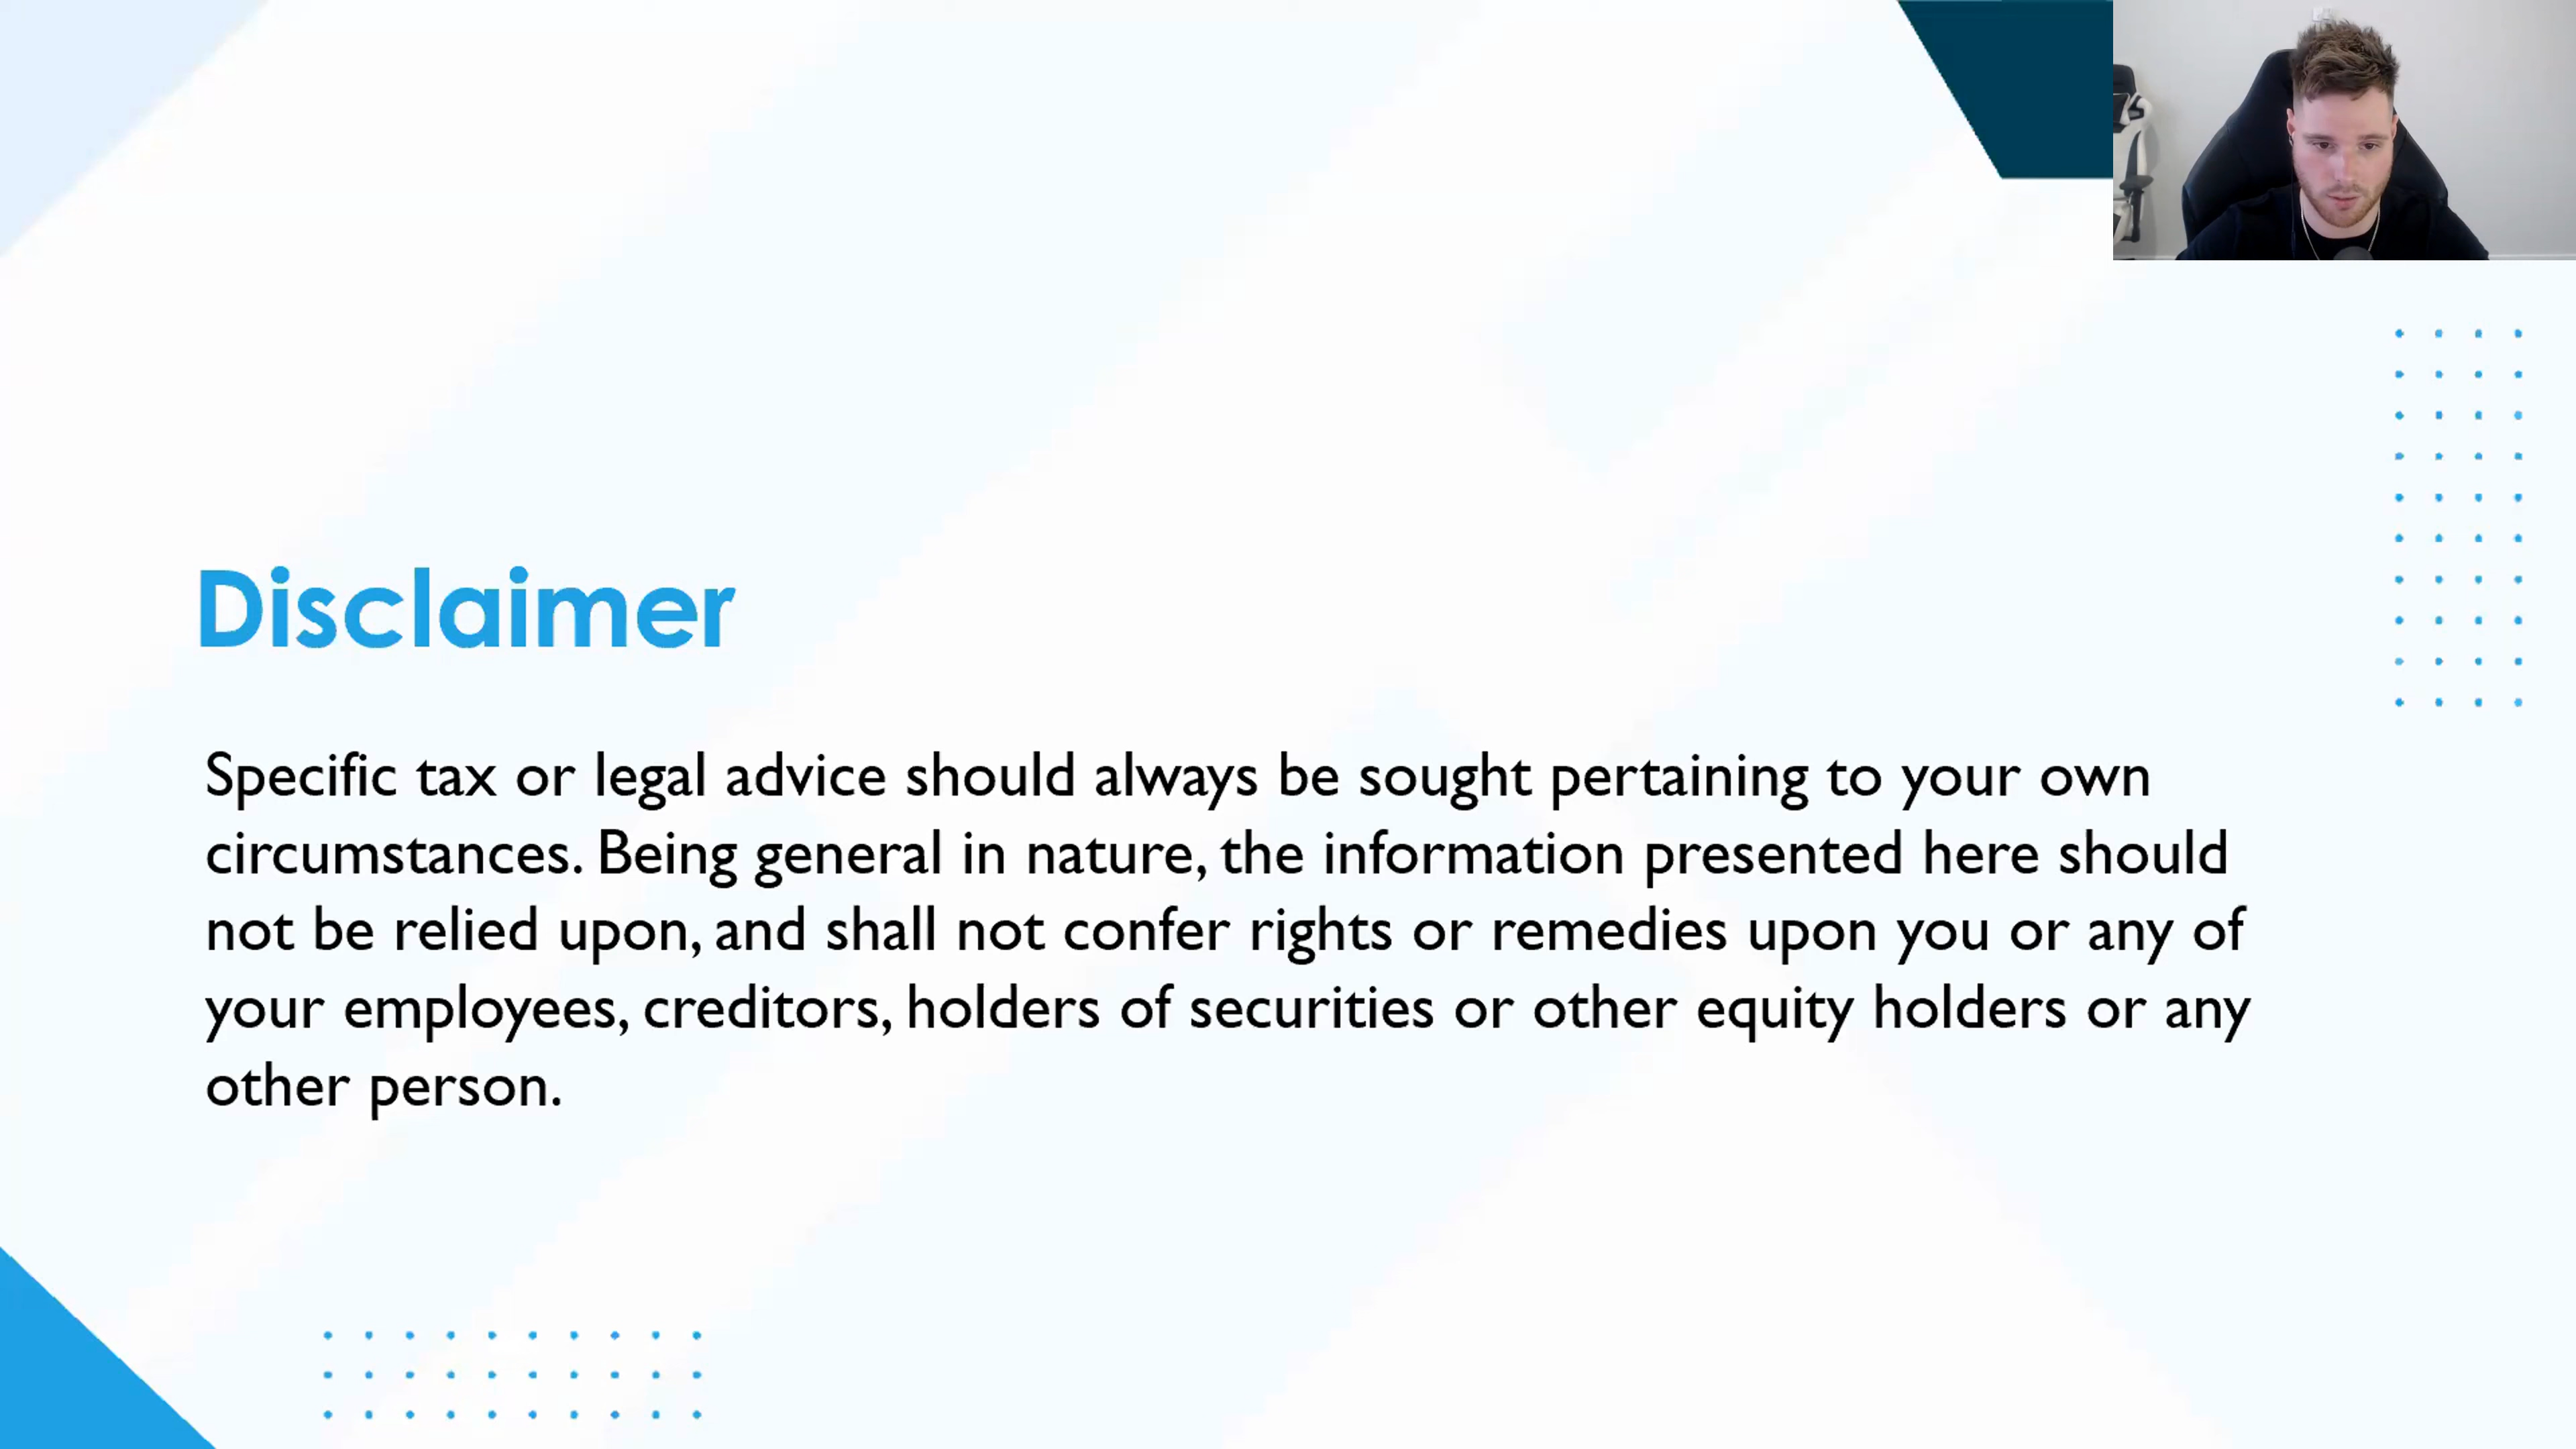 Disclaimer
Specific tax or legal advice should always be sought pertaining to your own
circumstances. Being general in nature, the information presented here should
not be relied upon, and shall not confer rights or remedies upon you or any of
your employees, creditors, holders of securities or other equity holders or any
other person.